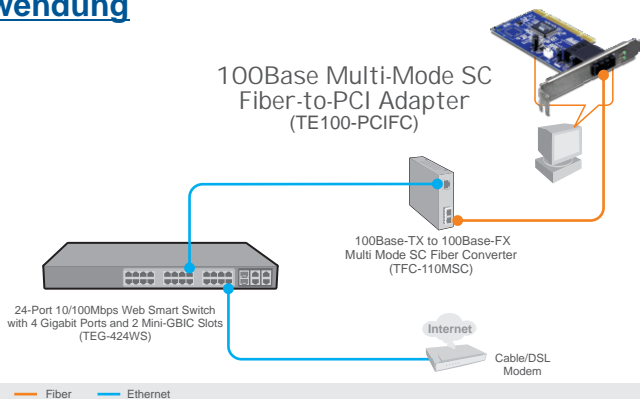 wendung
100Base Multi-Mode SC
Fiber-to-PCI Adapter
(TE100-PCIFC)
100Base-TX to 100Base-FX
Multi Mode SC Fiber Converter
(TFC-110MSC)
24-Port 10/100Mbps Web Smart Switch
with 4 Gigabit Ports and 2 Mini-GBIC Slots
(TEG-424WS)
Internet
Cable/DSL
Modem
Fiber
Ethernet